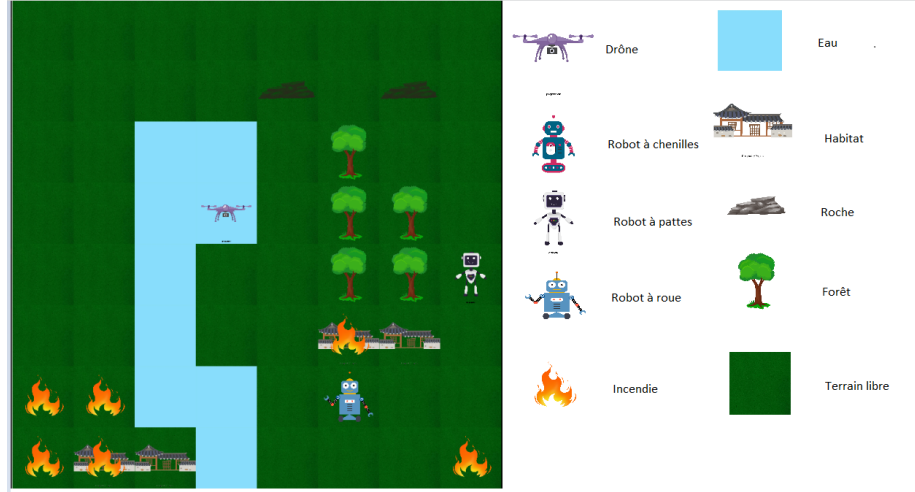 Drône
Eau
Robot à chenilles
Habitat
Robot à pattes
Roche
Robot à roue
Forêt
Incendie
Terrain libre